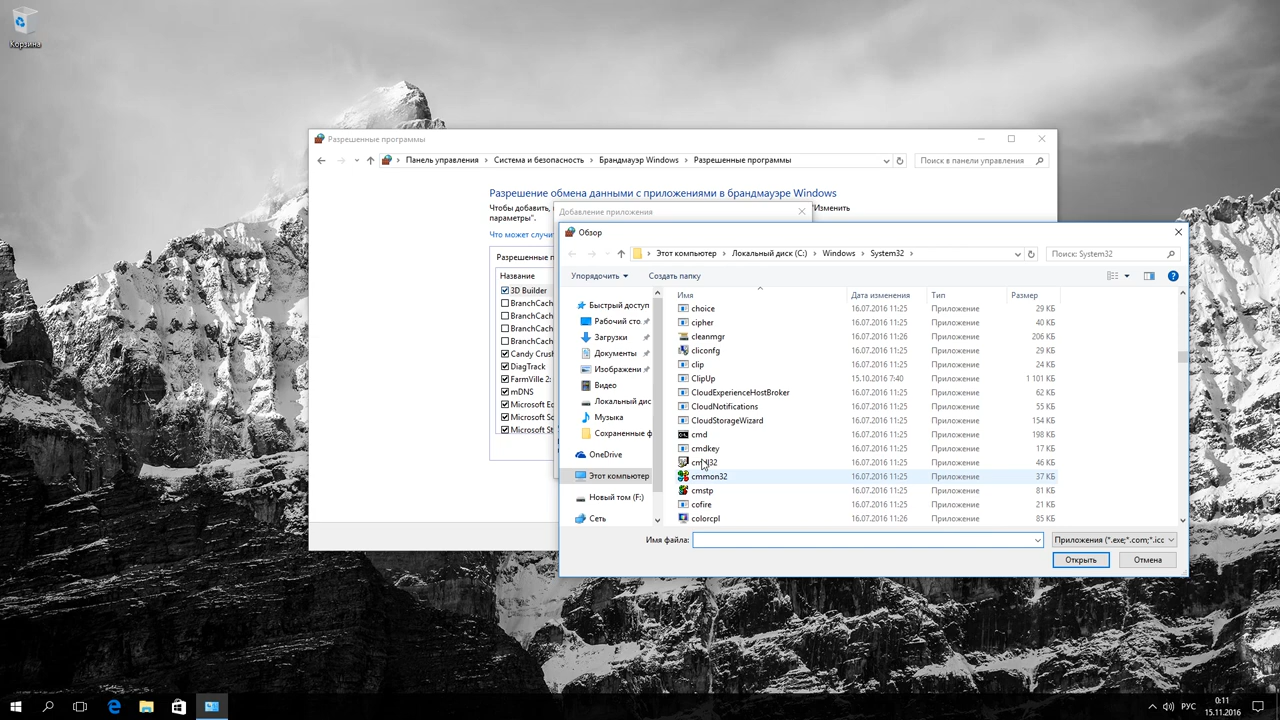 Корзина
Разрешенные программы
Панель управления > Система и безопасность > Брандмауэр Windows > Разрешенные программы
Поиск в панели управления
Разрешение обмена данными с приложениями в брандмауэре Windows
Чтобы добавить,
"Изменить
параметры".
Что может случи
Разрешенные п
Название
3D Builder
BranchCach
BranchCach
BranchCach
BranchCach
Candy Crush
DiagTrack
FarmVille 2:
mDNS
Microsoft Ed
Microsoft So
Microsoft St
Добавление приложения
Обзор
Этот компьютер > Локальный диск (C:) > Windows > System32 >
Поиск: System32
Упорядочить
Создать папку
Быстрый доступ
Рабочий сто.
Загрузки
Документы
Изображени
Видео
Локальный дис
Музыка
Сохраненные ф
OneDrive
Этот компьютер
Новый том (F:)
Сеть
Имя Дата изменения Тип Размер
choice 16.07.2016 11:25 Приложение 29 КБ
cipher 16.07.2016 11:25 Приложение 40 КБ
cleanmgr 16.07.2016 11:26 Приложение 206 КБ
cliconfg 16.07.2016 11:25 Приложение 29 КБ
clip 16.07.2016 11:25 Приложение 24 КБ
ClipUp 15.10.2016 7:40 Приложение 1 101 КБ
CloudExperienceHostBroker 16.07.2016 11:25 Приложение 62 КБ
CloudNotifications 16.07.2016 11:25 Приложение 55 КБ
CloudStorageWizard 16.07.2016 11:25 Приложение 154 КБ
cmd 16.07.2016 11:25 Приложение 198 КБ
cmdkey 16.07.2016 11:25 Приложение 17 КБ
cmdl32 16.07.2016 11:25 Приложение 46 КБ
cmmon32 16.07.2016 11:25 Приложение 37 КБ
cmstp 16.07.2016 11:25 Приложение 81 КБ
cofire 16.07.2016 11:25 Приложение 21 КБ
colorcpl 16.07.2016 11:26 Приложение 85 КБ
Имя файла:
Приложения (*.exe;*.com;*.icc
Открыть
Отмена
РУС
0:11
15.11.2016